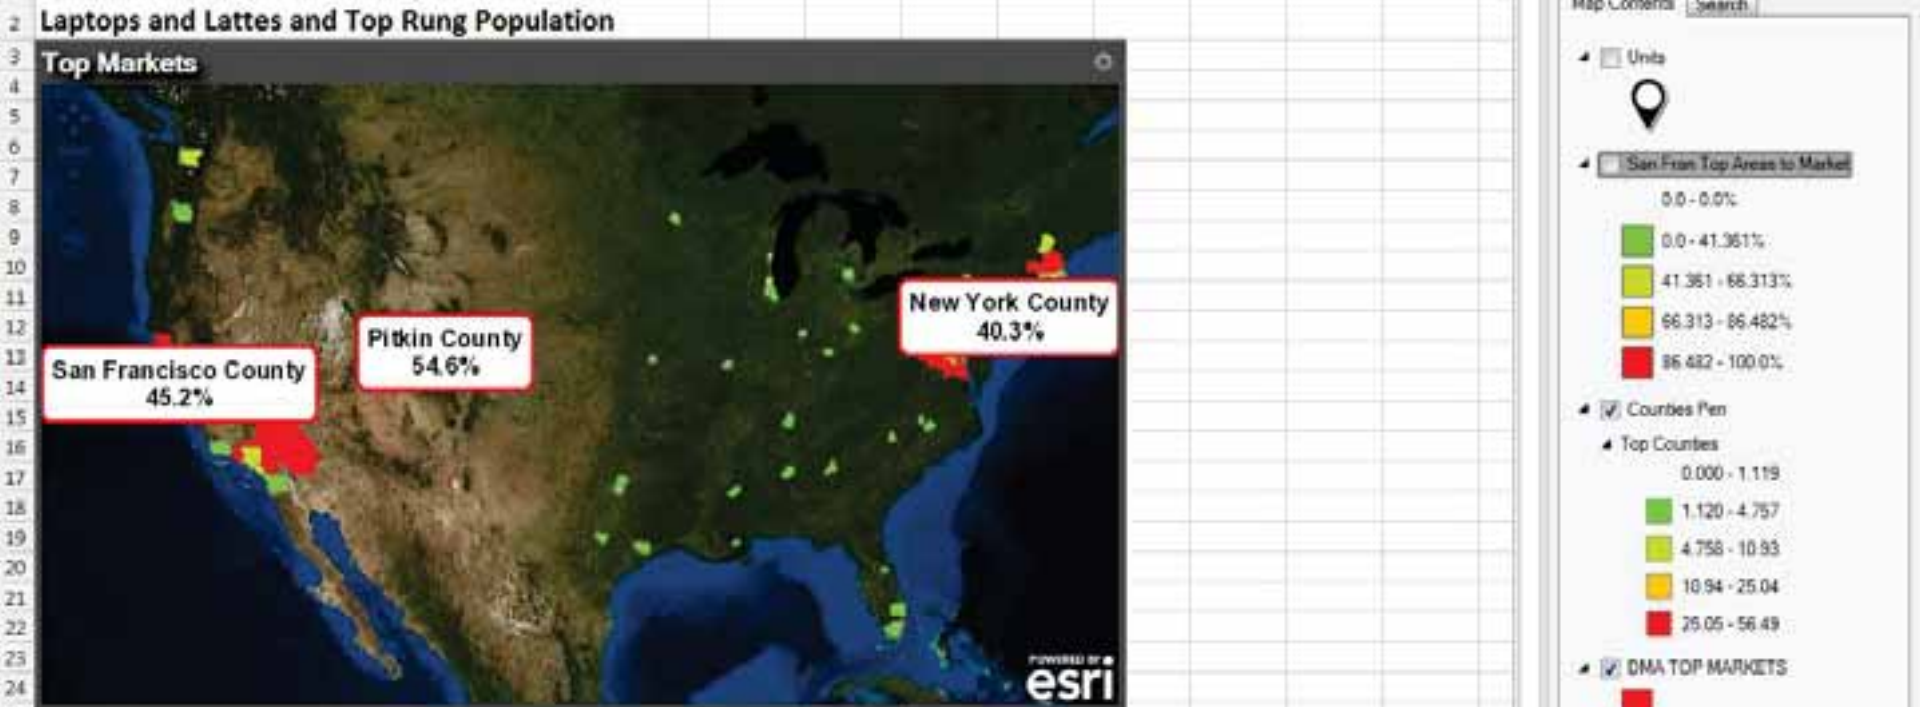 Map Contents Search
2 Laptops and Lattes and Top Rung Population
3 Top Markets
4
5
6
7
8
9
10
11
12
13
14
15
16
17
18
19
20
21
22
23
24
New York County
40.3%
Pitkin County
54.6%
San Francisco County
45.2%
POWERED BY
esri
Units
San Fran Top Areas to Market
0.0 - 0.0%
0.0 - 41.361%
41.361 - 66.313%
66.313 - 86.482%
86.482 - 100.0%
Counties Pen
Top Counties
0.000 - 1.119
1.120 - 4.757
4.758 - 10.93
10.94 - 25.04
25.05 - 56.49
DMA TOP MARKETS